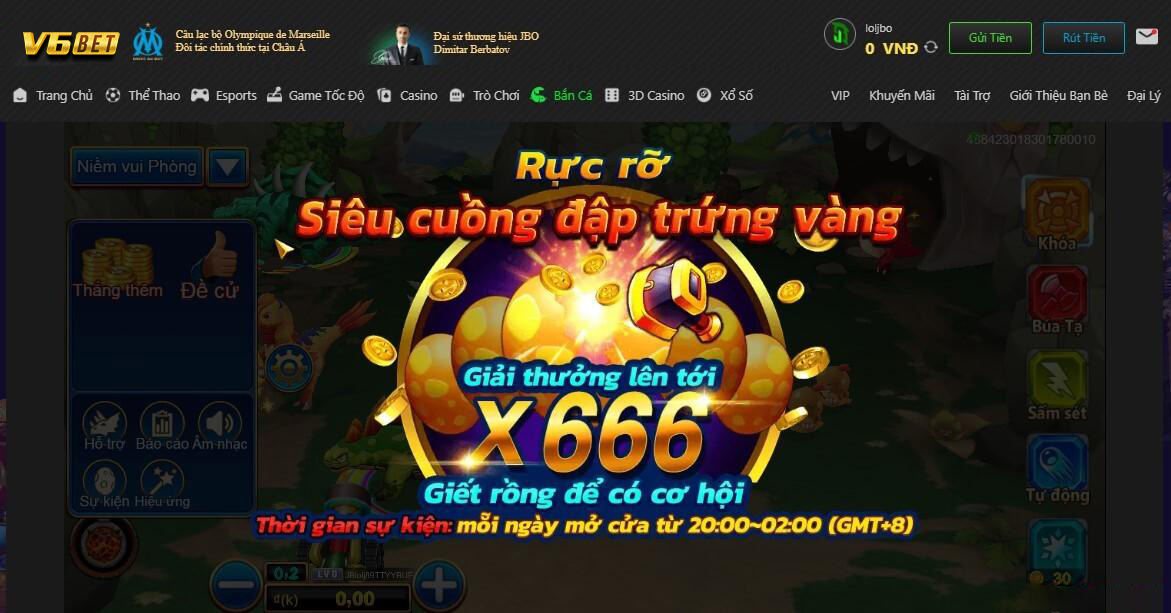 V6BET
Câu lạc bộ Olympique de Marseille
Đối tác chính thức tại Châu Á
Đại sứ thương hiệu JBO
Dimitar Berbatov
loljbo
0 VNĐ
Gửi Tiền
Rút Tiền
Trang Chủ
Thể Thao
Esports
Game Tốc Độ
Casino
Trò Chơi
Bắn Cá
3D Casino
Xổ Số
VIP
Khuyến Mãi
Tài Trợ
Giới Thiệu Bạn Bè
Đại Lý
Niềm vui Phòng
Rực rỡ
Siêu cuồng đập trứng vàng
Khóa
Thắng thêm
Đề cử
Búa Tạ
Giải thưởng lên tới
X666
Sấm sét
Hỗ trợ
Báo cáo
Âm nhạc
Giết rồng để có cơ hội
Tự động
Sự kiện
Hiệu ứng
Thời gian sự kiện: mỗi ngày mở cửa từ 20:00~02:00 (GMT+8)
0,2
LV 0
đ(k)
0,00
30